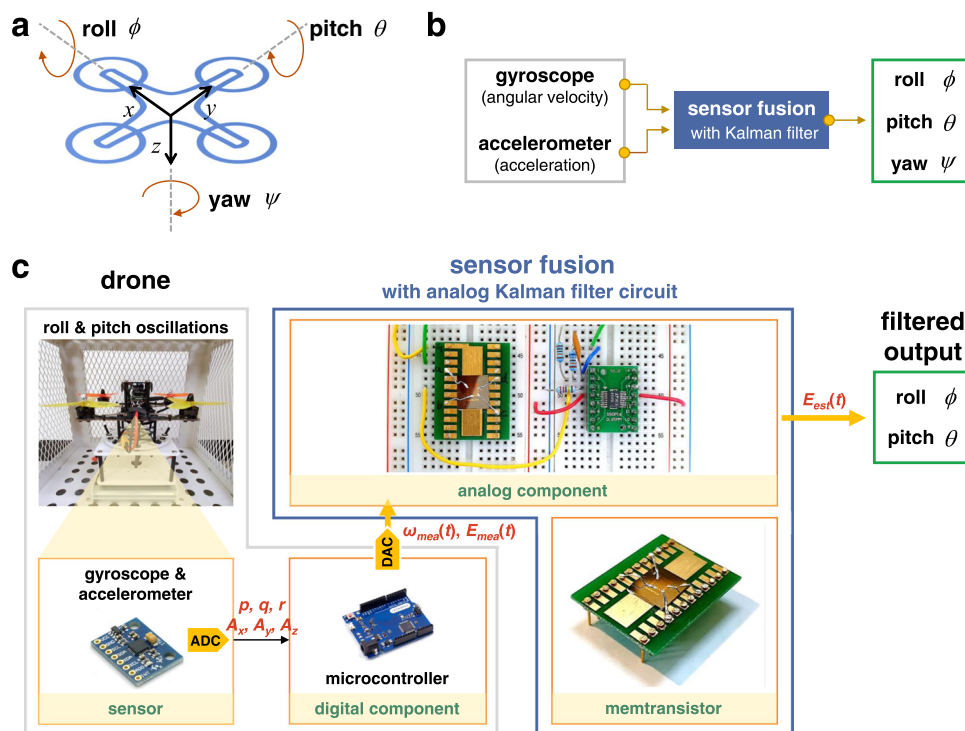 a
roll ϕ
pitch θ
x
y
z
yaw ψ
b
gyroscope
(angular velocity)
accelerometer
(acceleration)
sensor fusion
with Kalman filter
roll ϕ
pitch θ
yaw ψ
c
drone
sensor fusion
with analog Kalman filter circuit
roll & pitch oscillations
analog component
E_est(t)
filtered
output
roll ϕ
pitch θ
DAC
ω_mea(t), E_mea(t)
gyroscope &
accelerometer
ADC
p, q, r
A_x, A_y, A_z
sensor
microcontroller
digital component
memtransistor